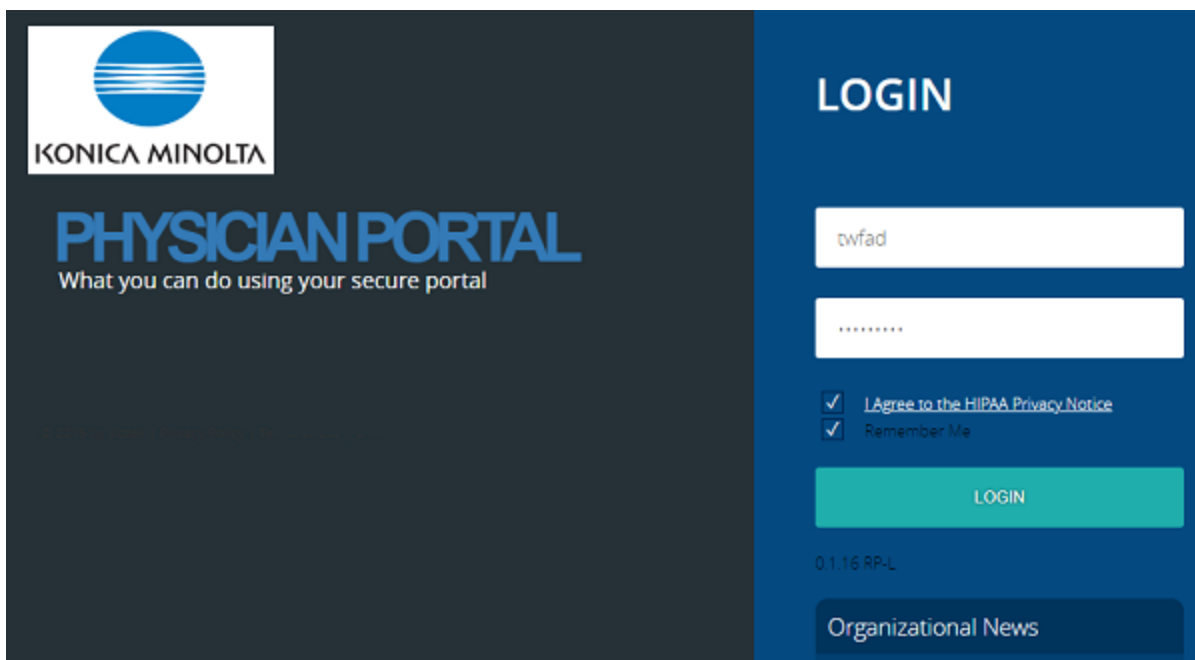 KONICA MINOLTA
PHYSICIAN PORTAL
What you can do using your secure portal
LOGIN
twfad
I Agree to the HIPAA Privacy Notice
Remember Me
LOGIN
0.1.16 RP-L
Organizational News